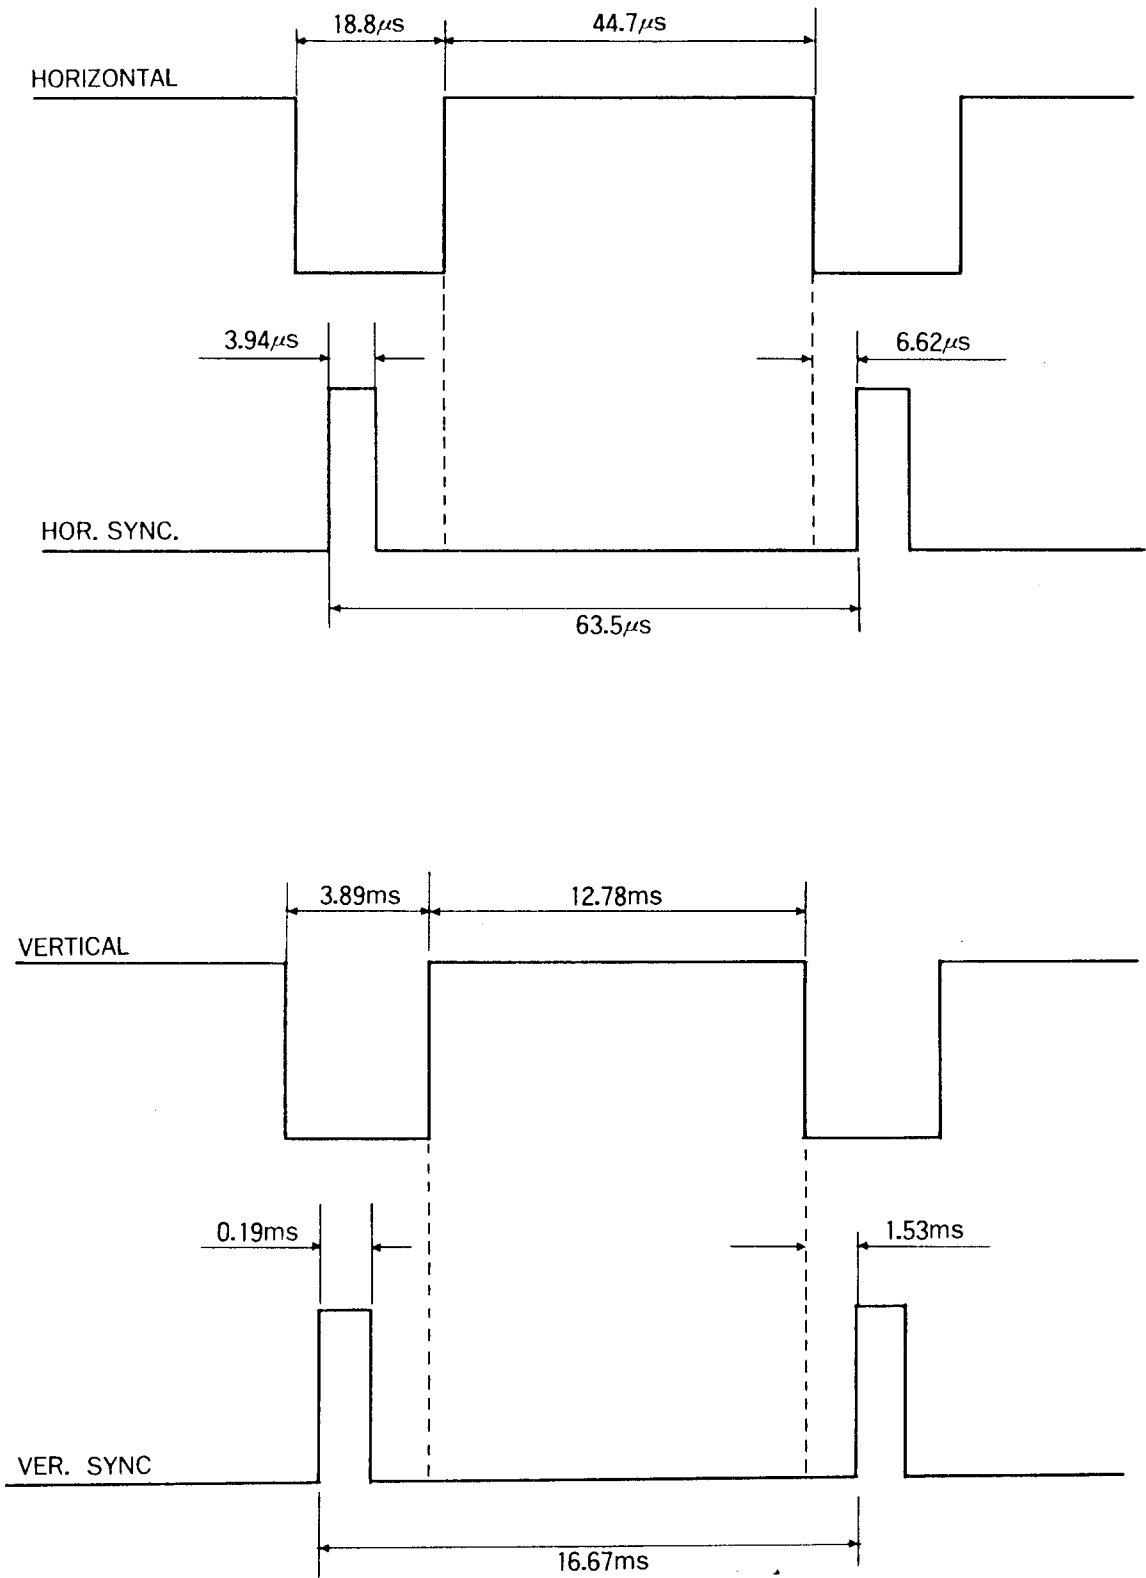 18.8μs
44.7μs
HORIZONTAL
3.94μs
6.62μs
HOR. SYNC.
63.5μs
3.89ms
12.78ms
VERTICAL
0.19ms
1.53ms
VER. SYNC
16.67ms